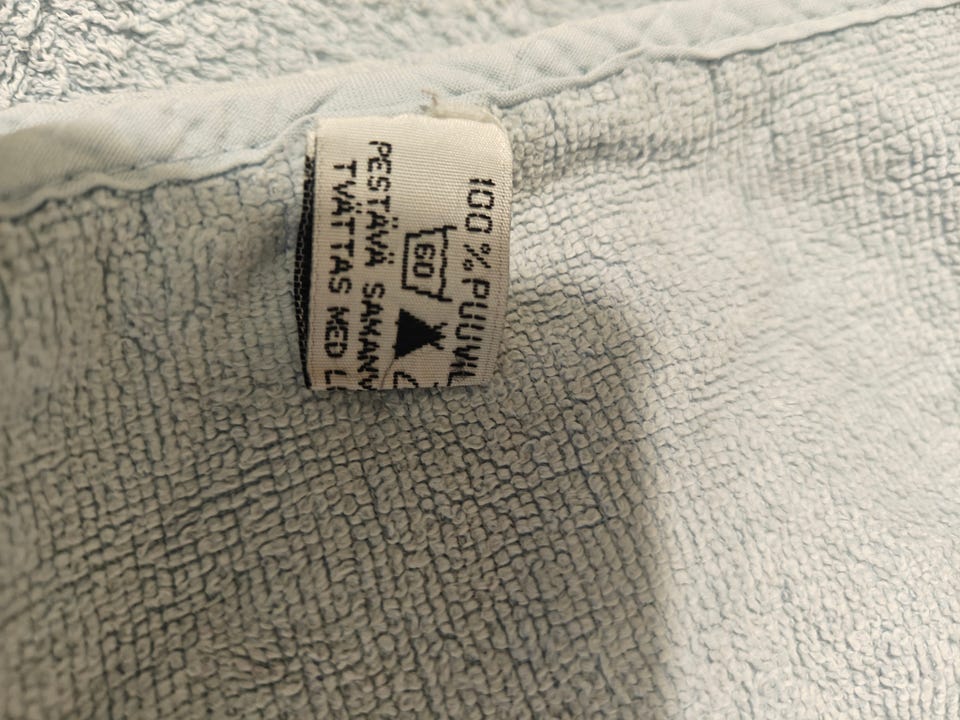 100 % PUUVIL
60
PESTÄVÄ SAMANV
TVÄTTAS MED L